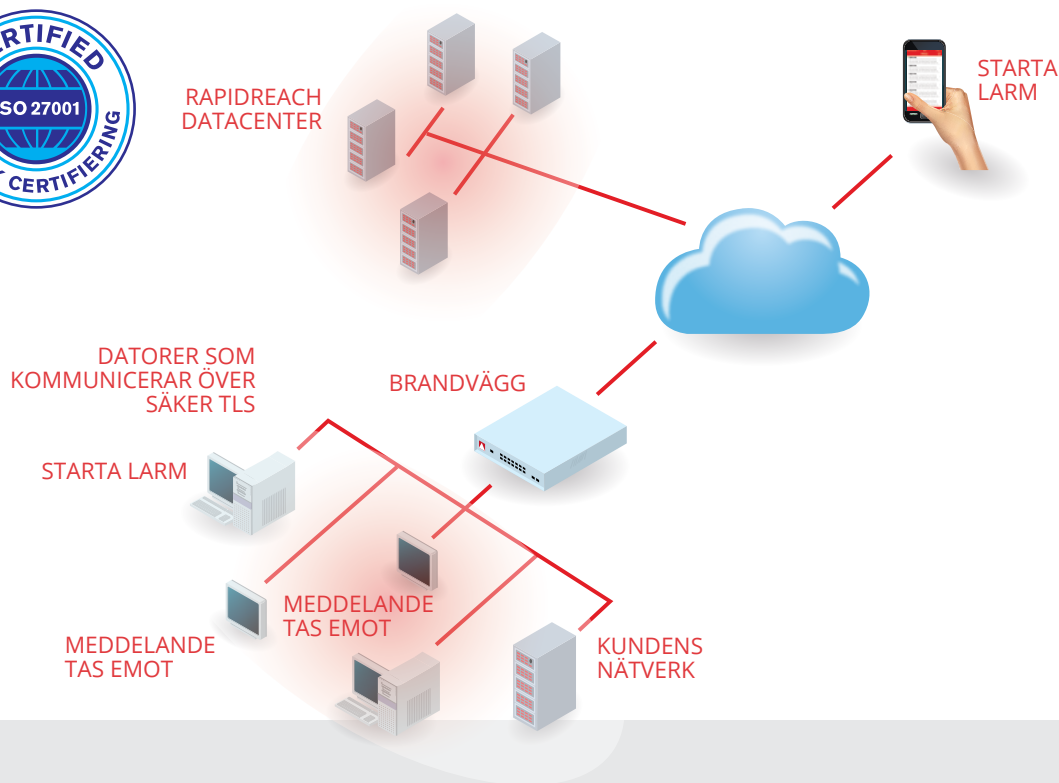 CERTIFIED
ISO 27001
CERTIFIERING
RAPIDREACH
DATACENTER
STARTA
LARM
DATORER SOM
KOMMUNICERAR ÖVER
SÄKER TLS
BRANDVÄGG
STARTA LARM
MEDDELANDE
TAS EMOT
MEDDELANDE
TAS EMOT
KUNDENS
NÄTVERK